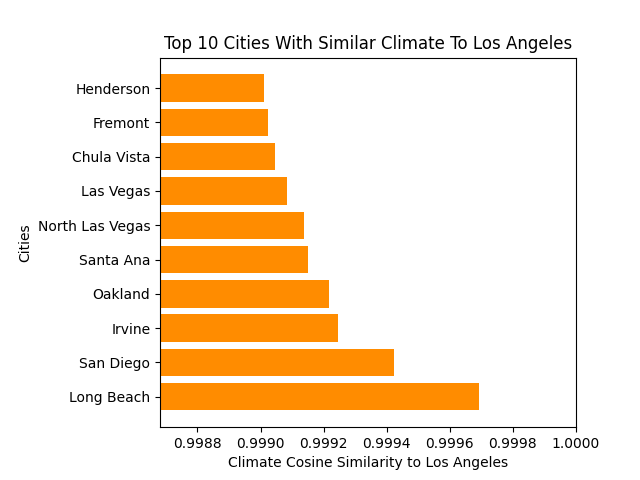 Top 10 Cities With Similar Climate To Los Angeles
Henderson
Fremont
Chula Vista
Las Vegas
North Las Vegas
Santa Ana
Oakland
Irvine
San Diego
Long Beach
Cities
0.9988 0.9990 0.9992 0.9994 0.9996 0.9998 1.0000
Climate Cosine Similarity to Los Angeles